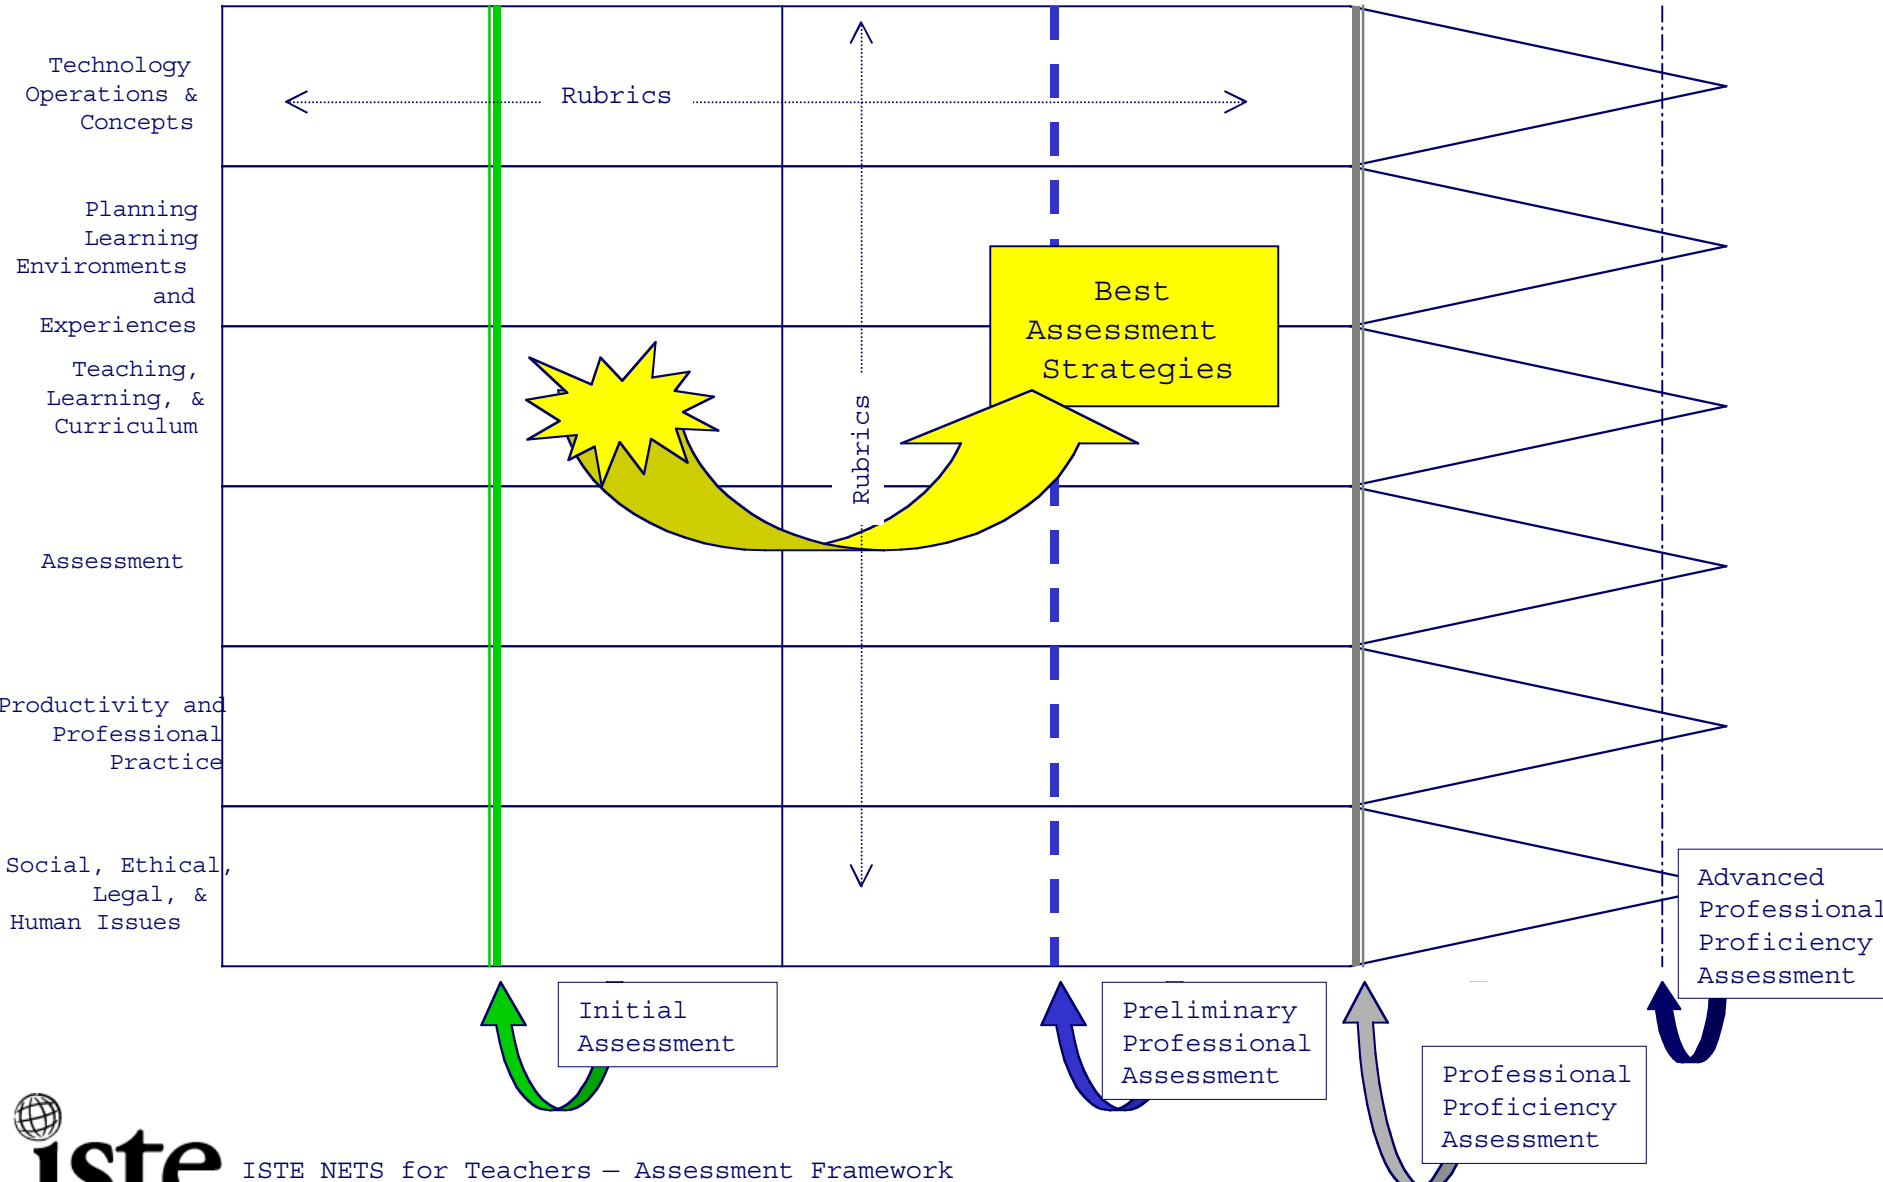 Technology
Operations &
Concepts
Rubrics
Planning
Learning
Environments
and
Experiences
Best
Assessment
Strategies
Teaching,
Learning, &
Curriculum
Rubrics
Assessment
Productivity and
Professional
Practice
Social, Ethical,
Legal, &
Human Issues
Advanced
Professional
Proficiency
Assessment
Initial
Assessment
Preliminary
Professional
Assessment
Professional
Proficiency
Assessment
iste
ISTE NETS for Teachers — Assessment Framework